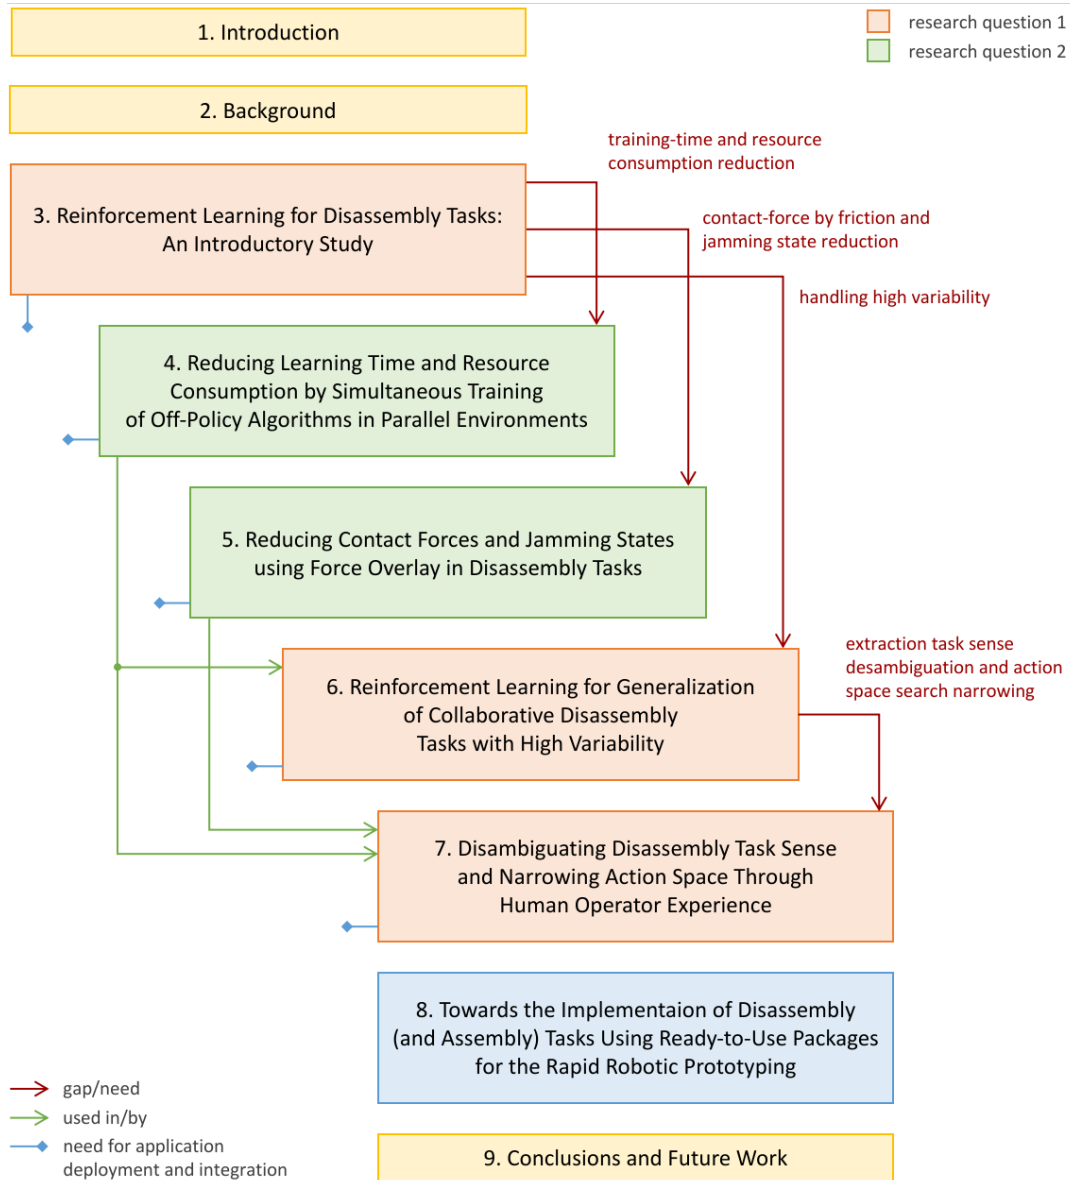 1. Introduction
research question 1
research question 2
2. Background
training-time and resource
consumption reduction
3. Reinforcement Learning for Disassembly Tasks:
An Introductory Study
contact-force by friction and
jamming state reduction
handling high variability
4. Reducing Learning Time and Resource
Consumption by Simultaneous Training
of Off-Policy Algorithms in Parallel Environments
5. Reducing Contact Forces and Jamming States
using Force Overlay in Disassembly Tasks
extraction task sense
desambiguation and action
space search narrowing
6. Reinforcement Learning for Generalization
of Collaborative Disassembly
Tasks with High Variability
7. Disambiguating Disassembly Task Sense
and Narrowing Action Space Through
Human Operator Experience
8. Towards the Implementaion of Disassembly
(and Assembly) Tasks Using Ready-to-Use Packages
for the Rapid Robotic Prototyping
gap/need
used in/by
need for application
deployment and integration
9. Conclusions and Future Work